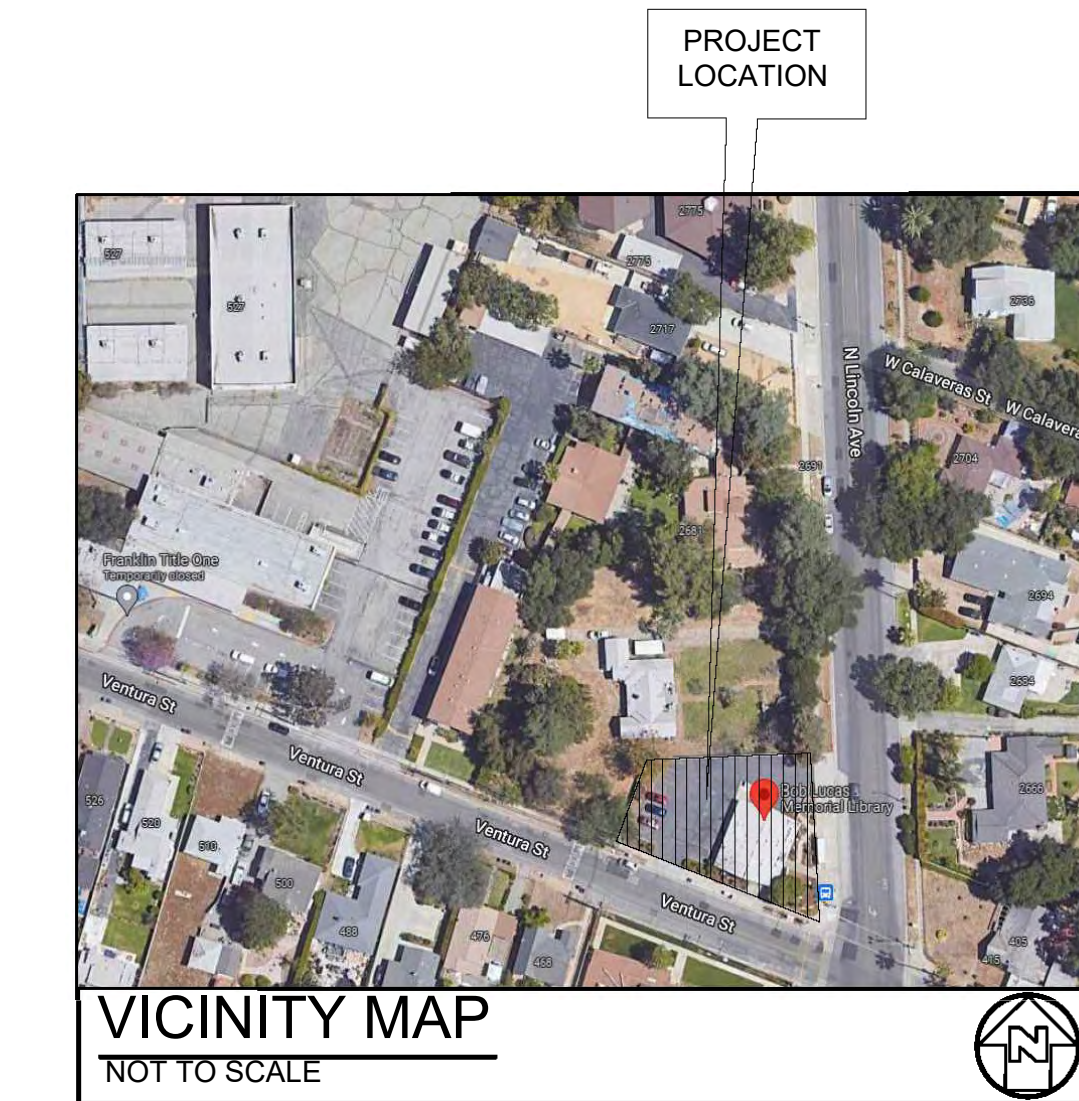 PROJECT
LOCATION
2775
527
2775
2736
527
2717
N Lincoln Ave
W Calaveras St
W Calavera
2691
2704
2681
Franklin Title One
Temporarily closed
2694
2684
Ventura St
Ventura St
Bob Lucas
Memorial Library
2666
526
520
510
Ventura St
500
Ventura St
488
476
468
405
415
VICINITY MAP
NOT TO SCALE
N